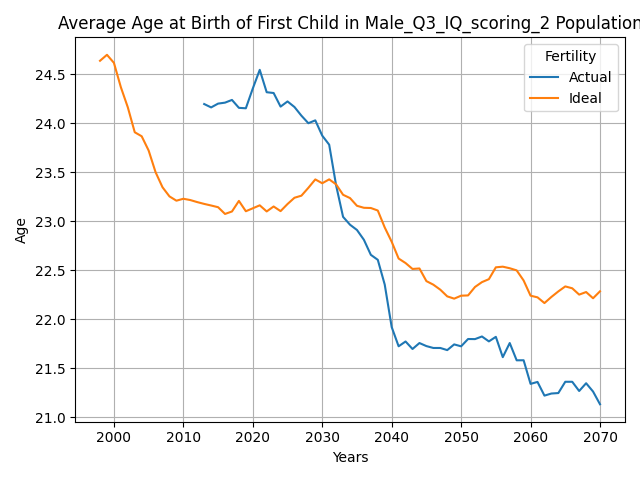 Average Age at Birth of First Child in Male_Q3_IQ_scoring_2 Population
Fertility
Actual
Ideal
24.5
24.0
23.5
23.0
22.5
22.0
21.5
21.0
Age
2000 2010 2020 2030 2040 2050 2060 2070
Years